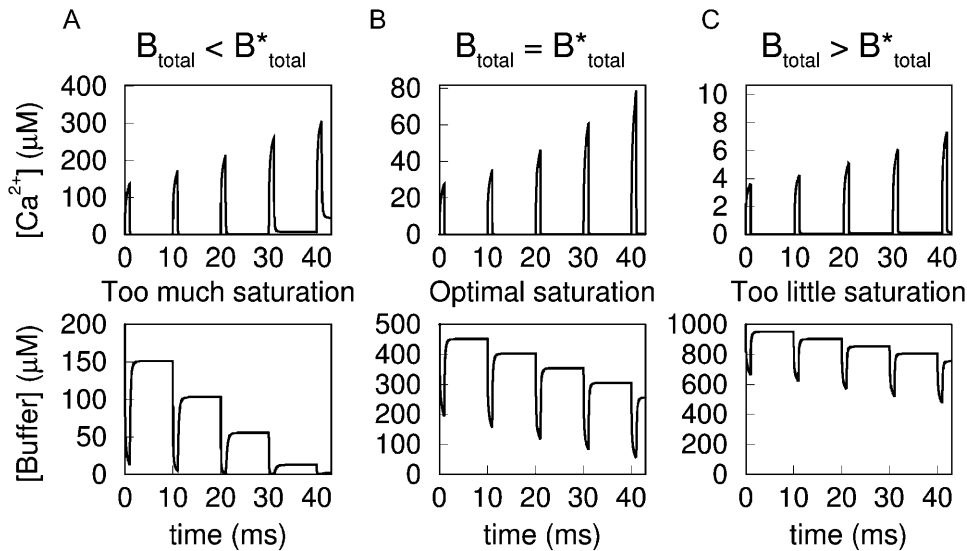 A B C
B_total < B*_total B_total = B*_total B_total > B*_total
[Ca²⁺] (μM)
400
300
200
100
0
0 10 20 30 40
80
60
40
20
0
0 10 20 30 40
10
8
6
4
2
0
0 10 20 30 40
Too much saturation Optimal saturation Too little saturation
[Buffer] (μM)
200
150
100
50
0
0 10 20 30 40
500
400
300
200
100
0
0 10 20 30 40
1000
800
600
400
200
0
0 10 20 30 40
time (ms) time (ms) time (ms)